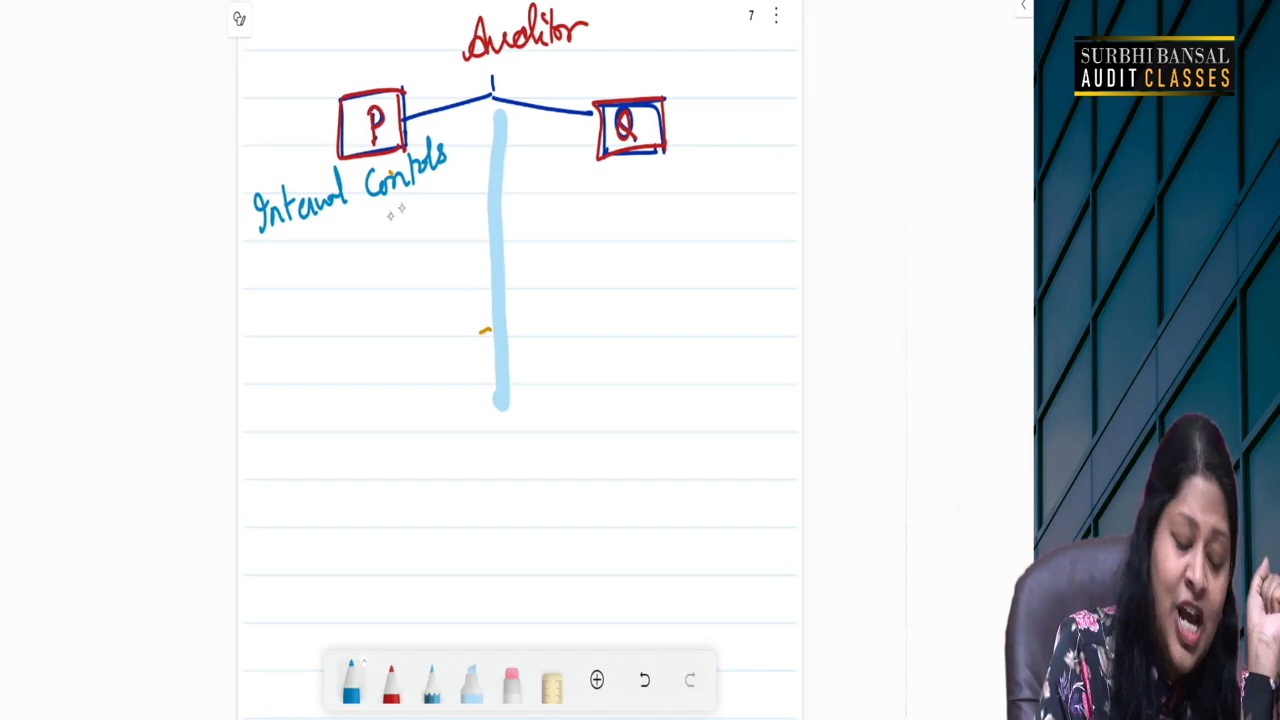 7
Auditor
P
Q
Internal Controls
SURBHI BANSAL
AUDIT CLASSES